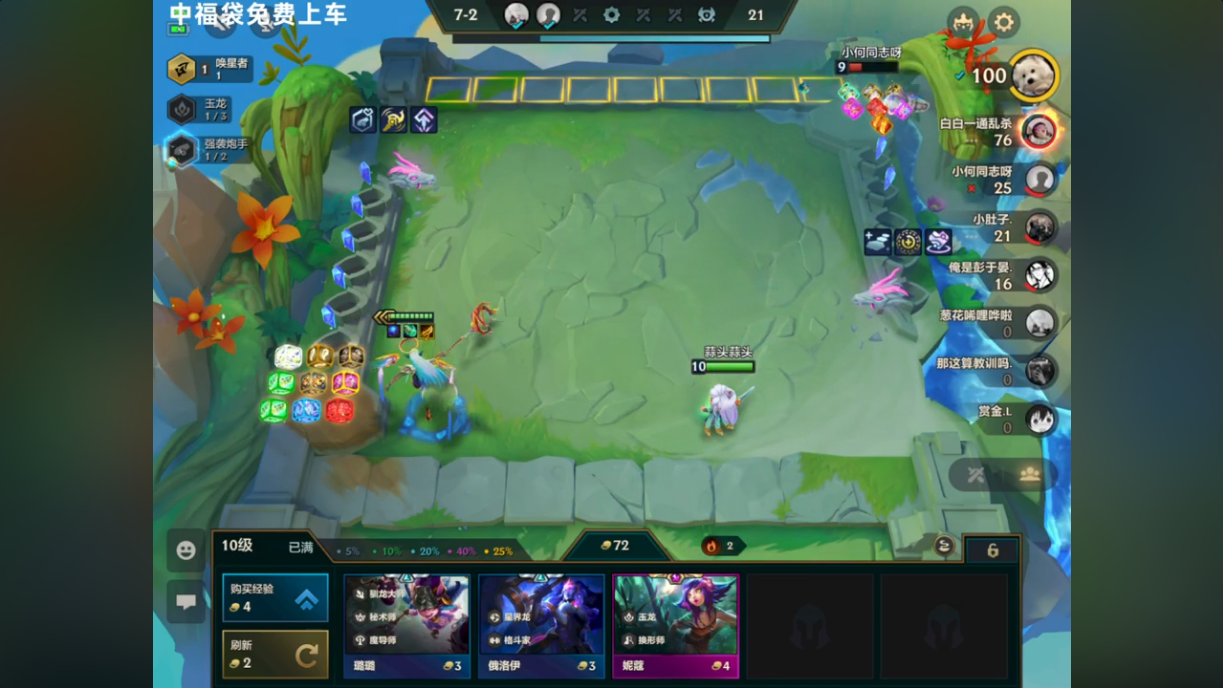 中福袋免费上车
7-2
21
1 唤星者
1
玉龙
1 / 3
强袭炮手
1 / 2
小何同志呀
9
100
白白一通乱杀
76
小何同志呀
25
小肚子.
21
俺是彭于晏.
16
葱花唏哩哗啦
0
那这算教训吗.
0
赏金.L
0
蒜头蒜头
10
10级
已满
5%
10%
20%
40%
25%
72
2
6
购买经验
4
刷新
2
驯龙大师
秘术师
魔导师
璐璐
3
星界龙
格斗家
俄洛伊
3
玉龙
换形师
妮蔻
4